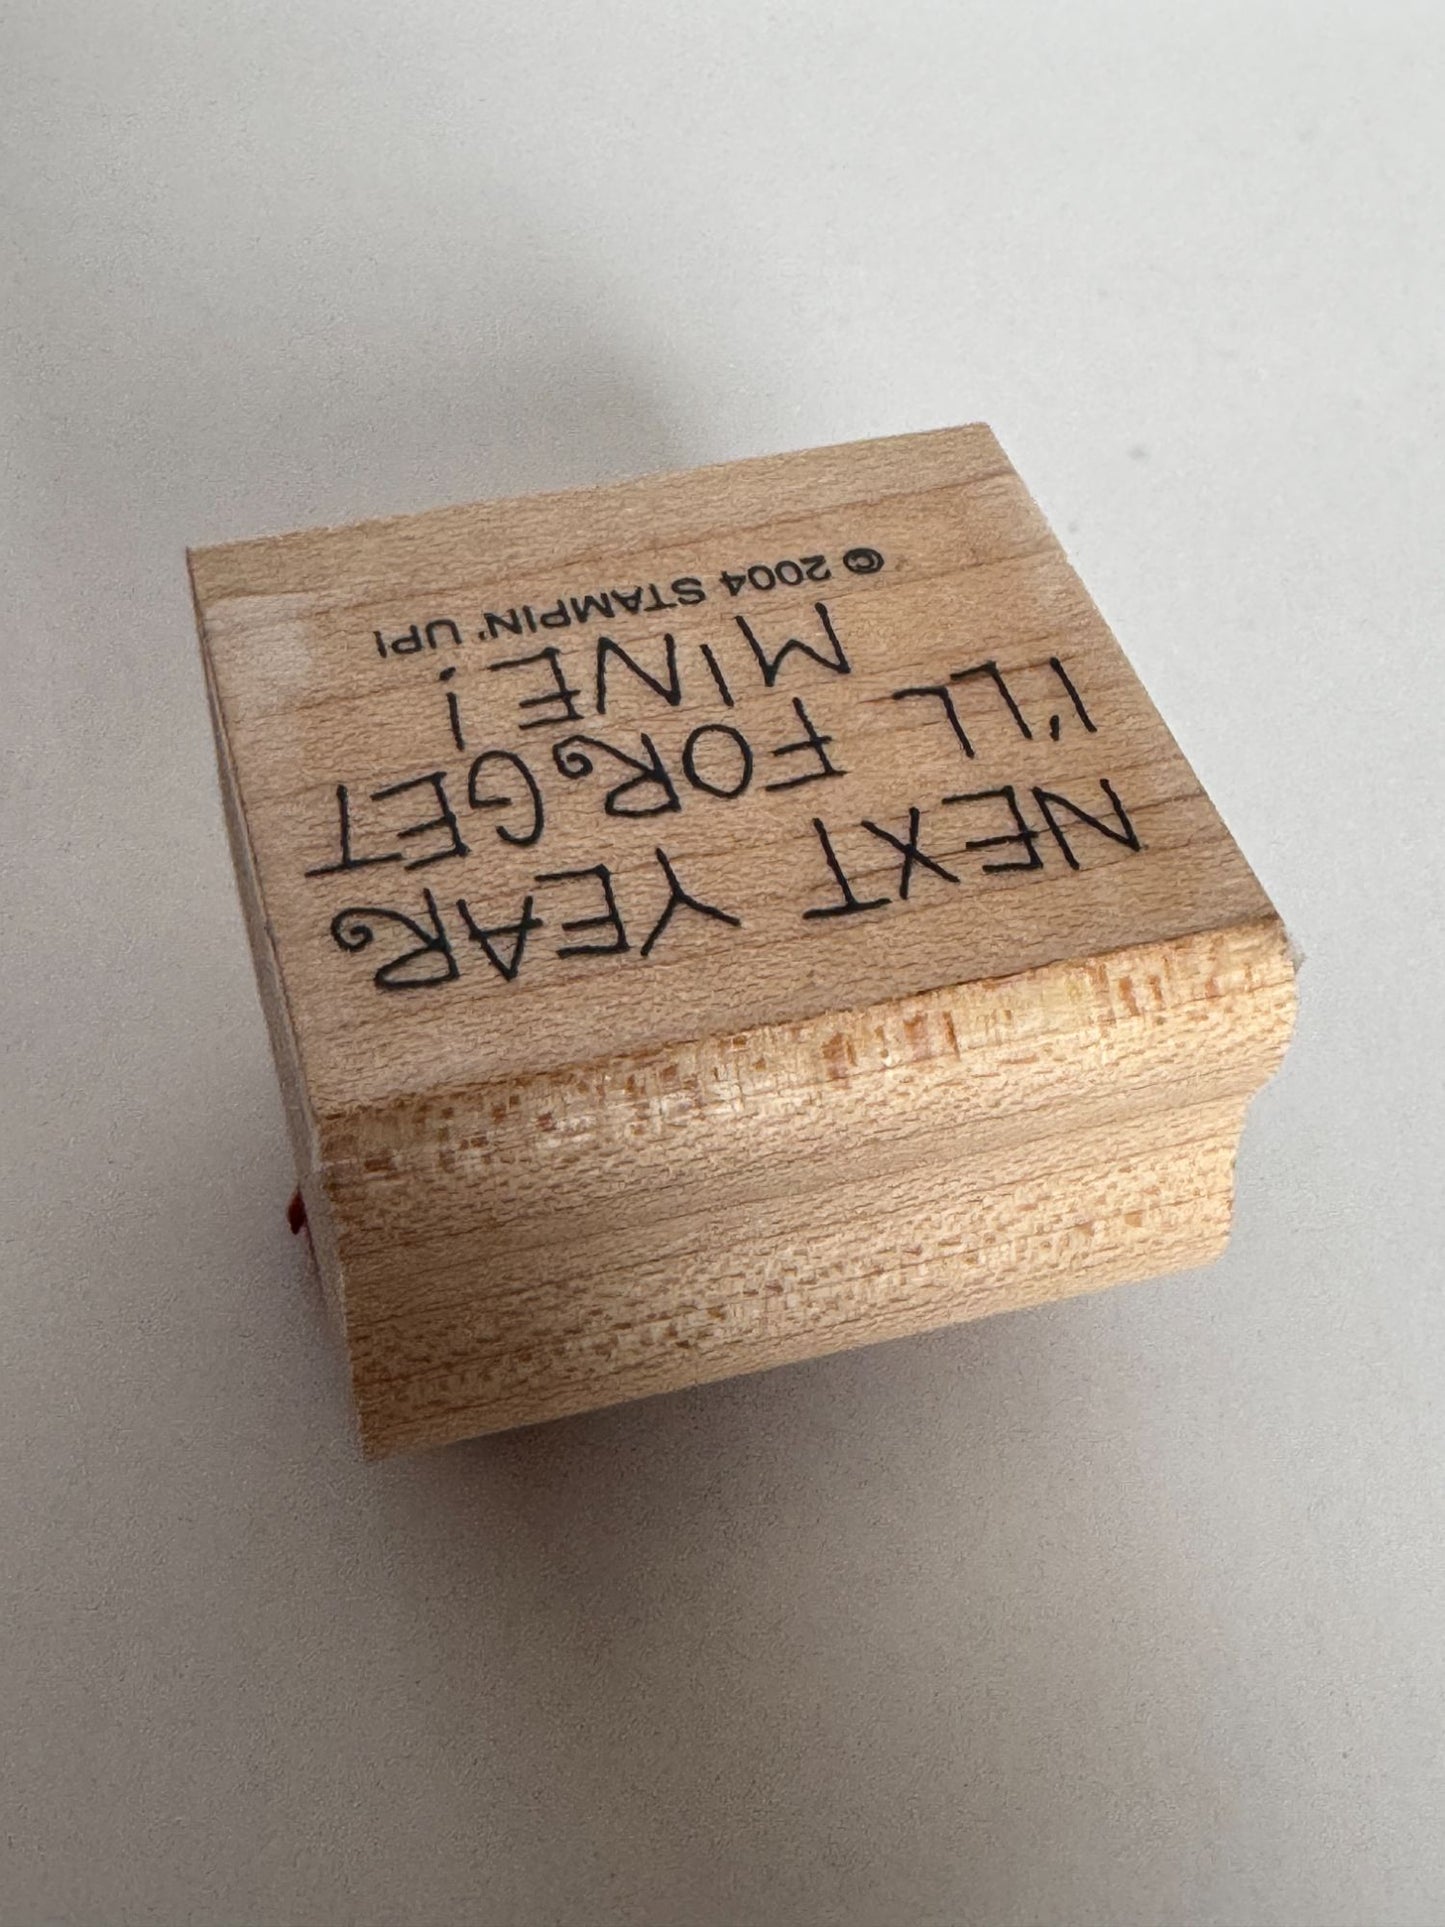 NEXT YEAR
I'LL FORGET
MINE!
© 2004 STAMPIN' UP!